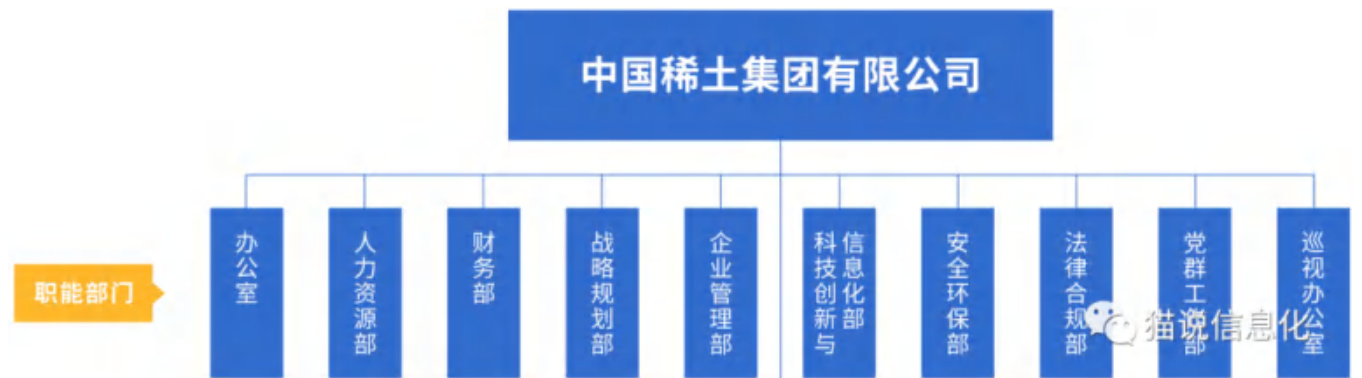 中国稀土集团有限公司
职能部门
办公室
人力资源部
财务部
战略规划部
企业管理部
科技创新与
信息化部
安全环保部
法律合规部
党群工作部
巡视办公室
猫说信息化